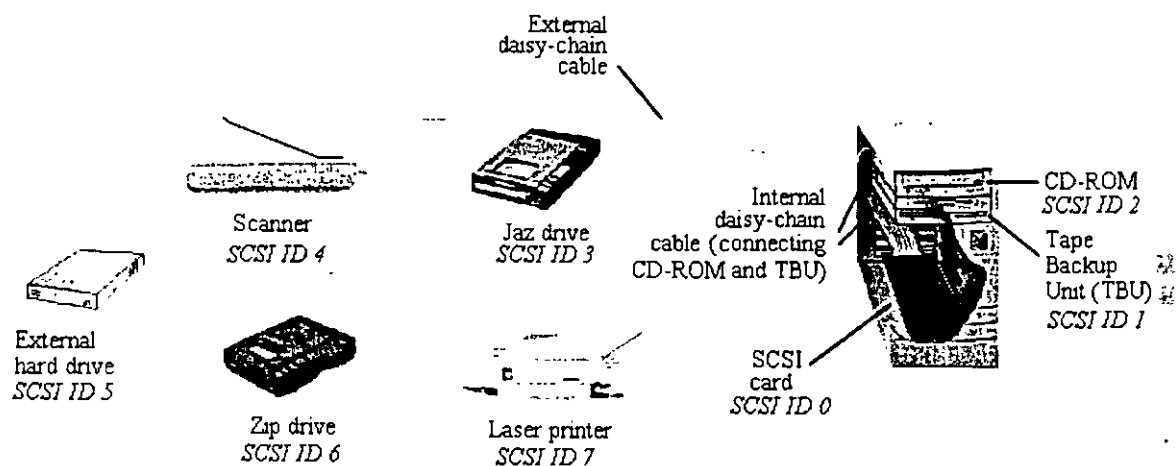 External
daisy-chain
cable
CD-ROM
SCSI ID 2
Internal
daisy-chain
cable (connecting
CD-ROM and TBU)
Tape
Backup
Unit (TBU)
SCSI ID 1
Scanner
SCSI ID 4
Jaz drive
SCSI ID 3
External
hard drive
SCSI ID 5
SCSI
card
SCSI ID 0
Zip drive
SCSI ID 6
Laser printer
SCSI ID 7